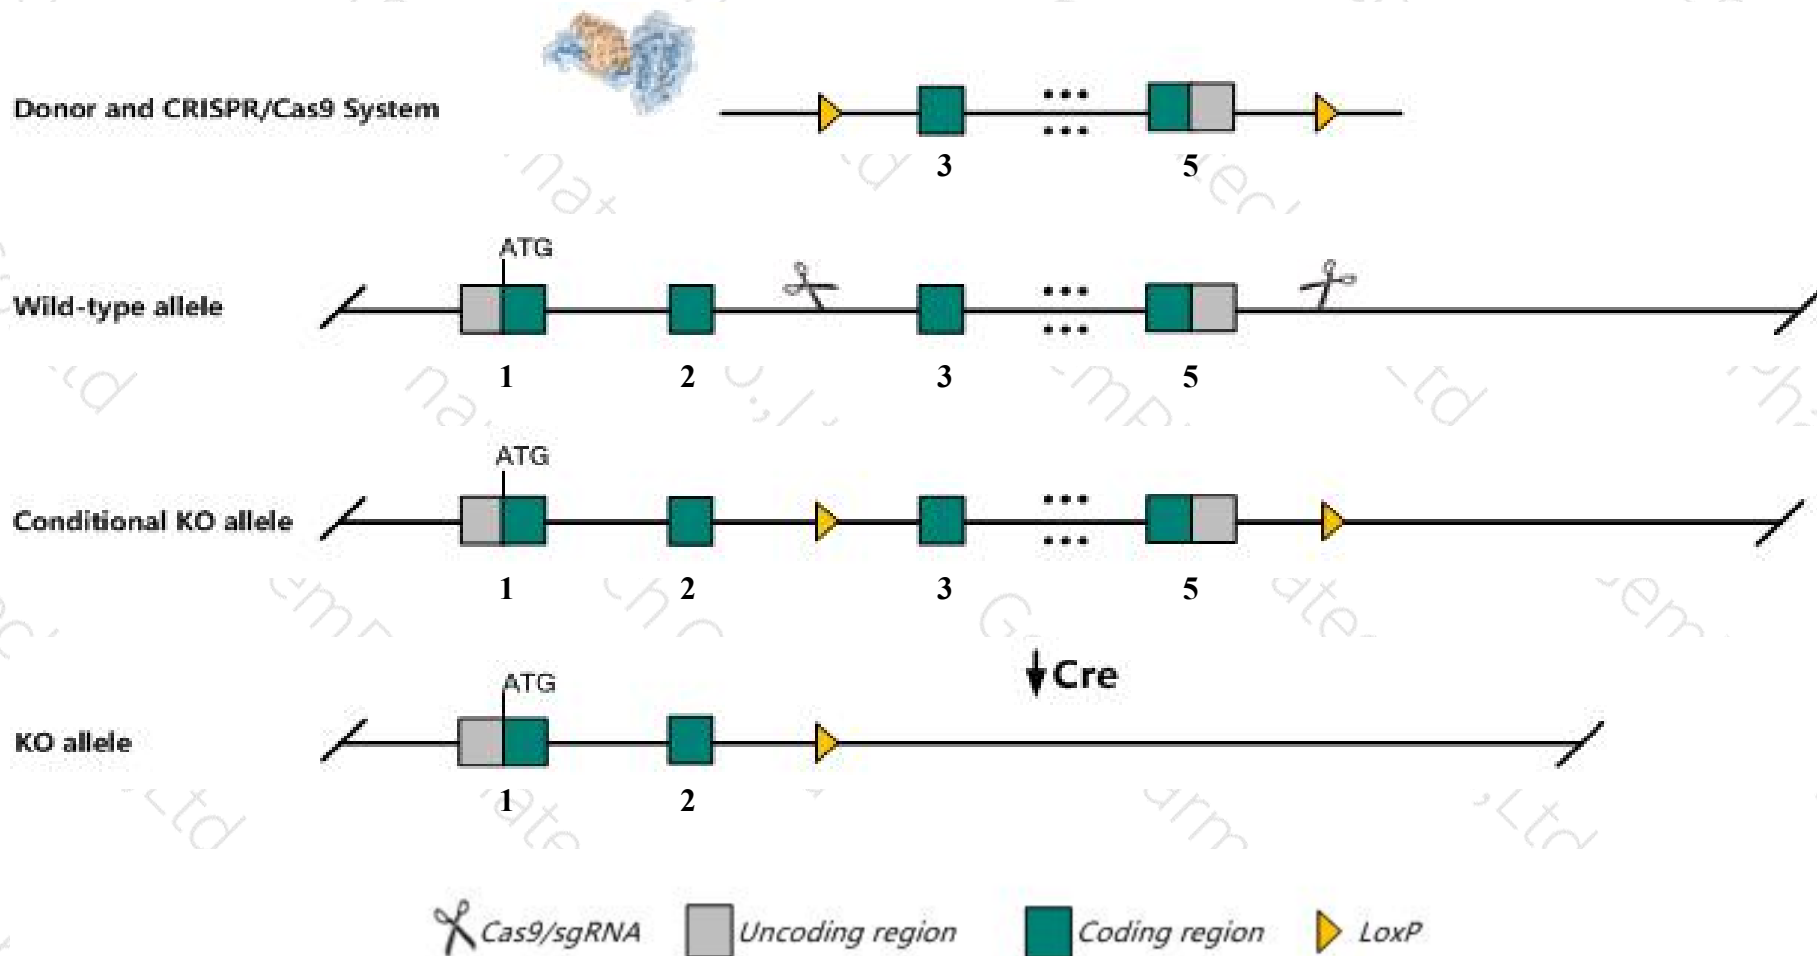 Donor and CRISPR/Cas9 System
3 5
ATG
Wild-type allele
1 2 3 5
ATG
Conditional KO allele
1 2 3 5
Cre
ATG
KO allele
1 2
Cas9/sgRNA Uncoding region Coding region LoxP